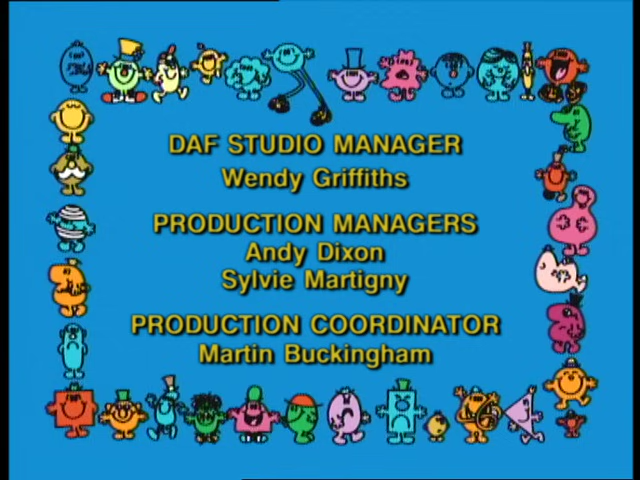 DAF STUDIO MANAGER
Wendy Griffiths
PRODUCTION MANAGERS
Andy Dixon
Sylvie Martigny
PRODUCTION COORDINATOR
Martin Buckingham